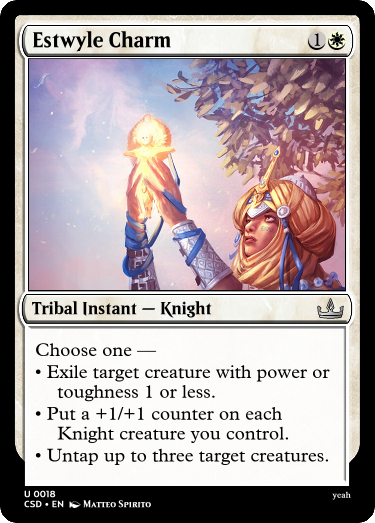 Estwyle Charm 1
Tribal Instant — Knight
Choose one —
• Exile target creature with power or
toughness 1 or less.
• Put a +1/+1 counter on each
Knight creature you control.
• Untap up to three target creatures.
U 0018
CSD • EN Matteo Spirito yeah